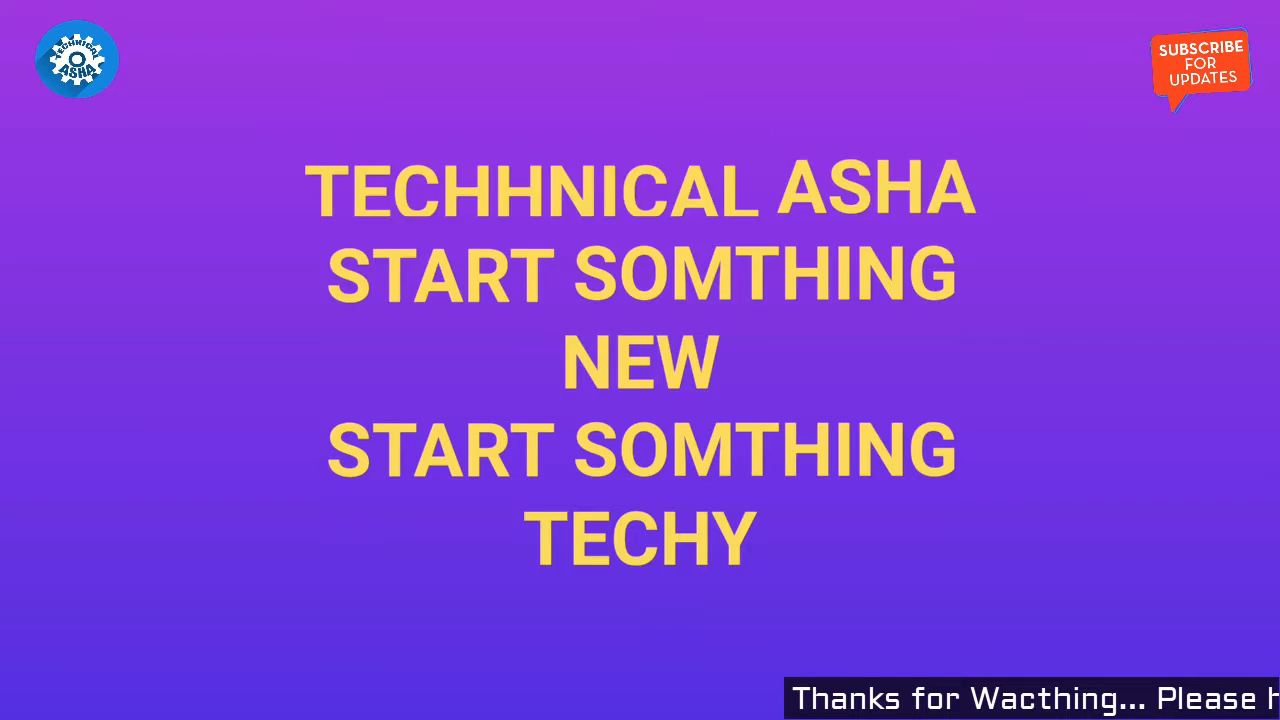 TECHNICAL
ASHA
SUBSCRIBE
FOR
UPDATES
TECHHNICAL ASHA
START SOMTHING
NEW
START SOMTHING
TECHY
Thanks for Wacthing... Please